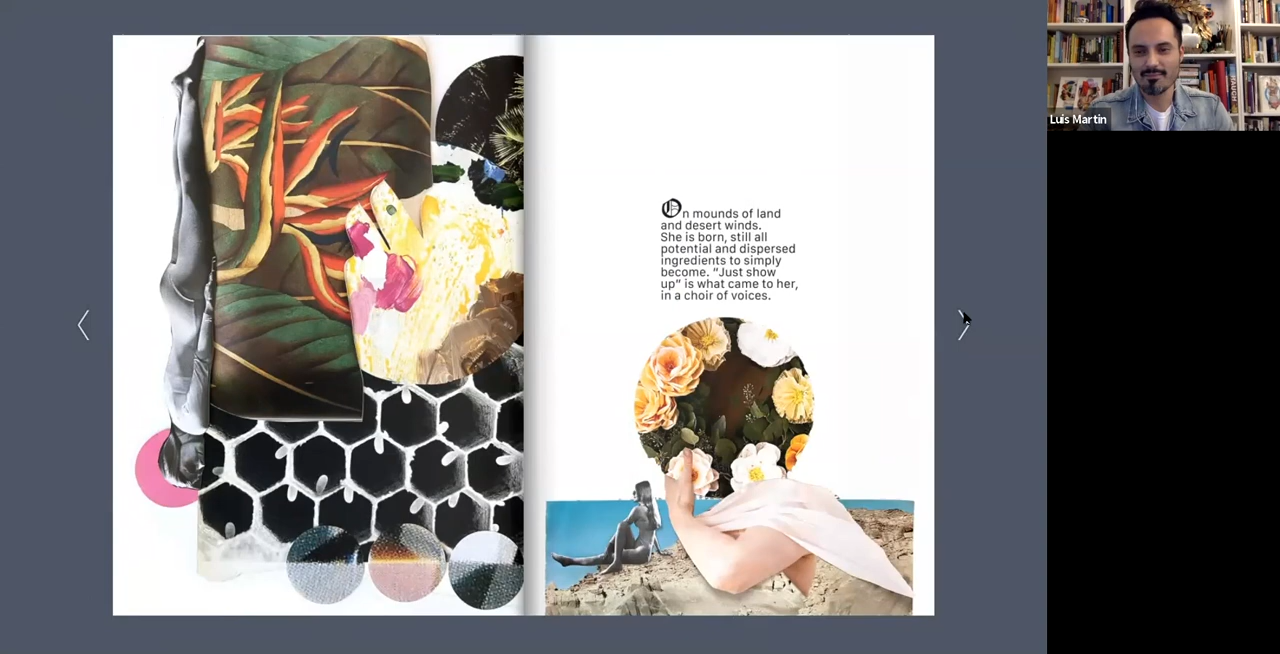 On mounds of land
and desert winds.
She is born, still all
potential and dispersed
ingredients to simply
become. “Just show
up” is what came to her,
in a choir of voices.
Luis Martin